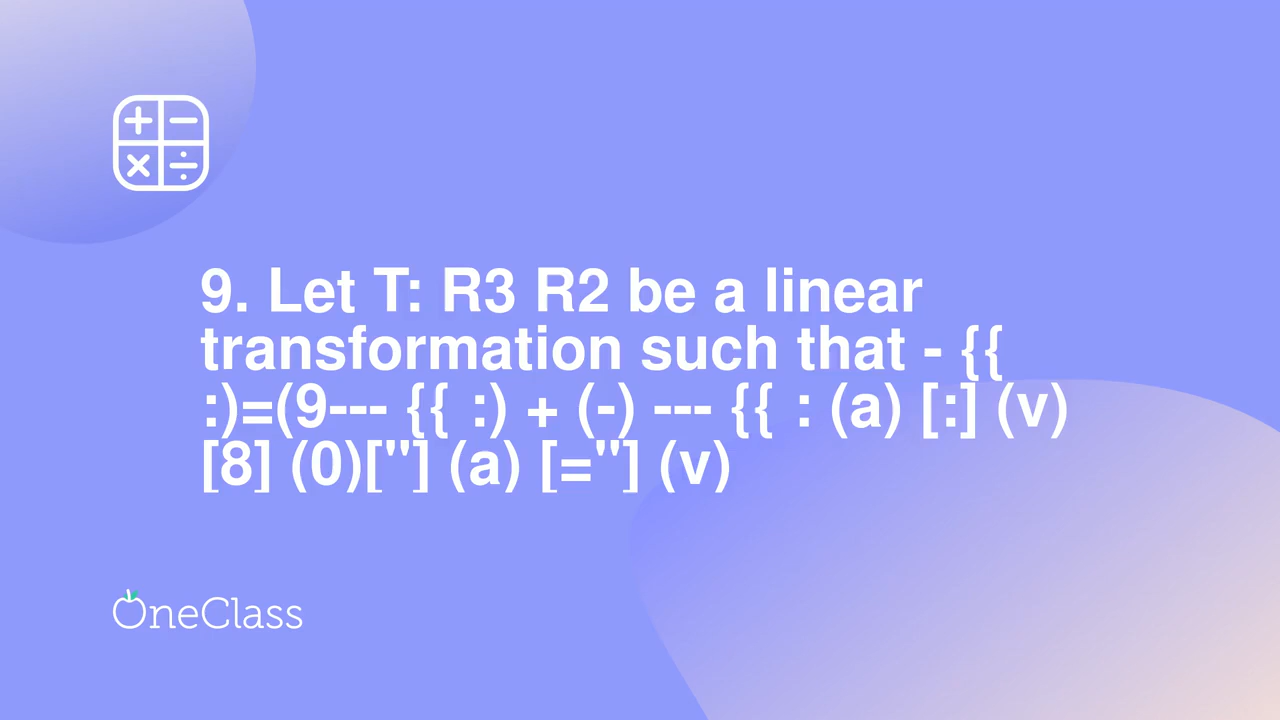 9. Let T: R3 R2 be a linear
transformation such that - {{
:)=(9--- {{ :) + (-) --- {{ : (a) [:] (v)
[8] (0)["] (a) [="] (v)
OneClass